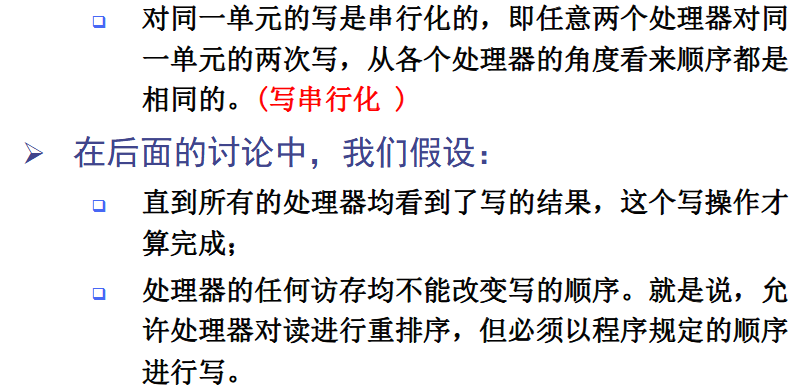 对同一单元的写是串行化的，即任意两个处理器对同
一单元的两次写，从各个处理器的角度看来顺序都是
相同的。(写串行化 )
在后面的讨论中，我们假设：
直到所有的处理器均看到了写的结果，这个写操作才
算完成；
处理器的任何访存均不能改变写的顺序。就是说，允
许处理器对读进行重排序，但必须以程序规定的顺序
进行写。